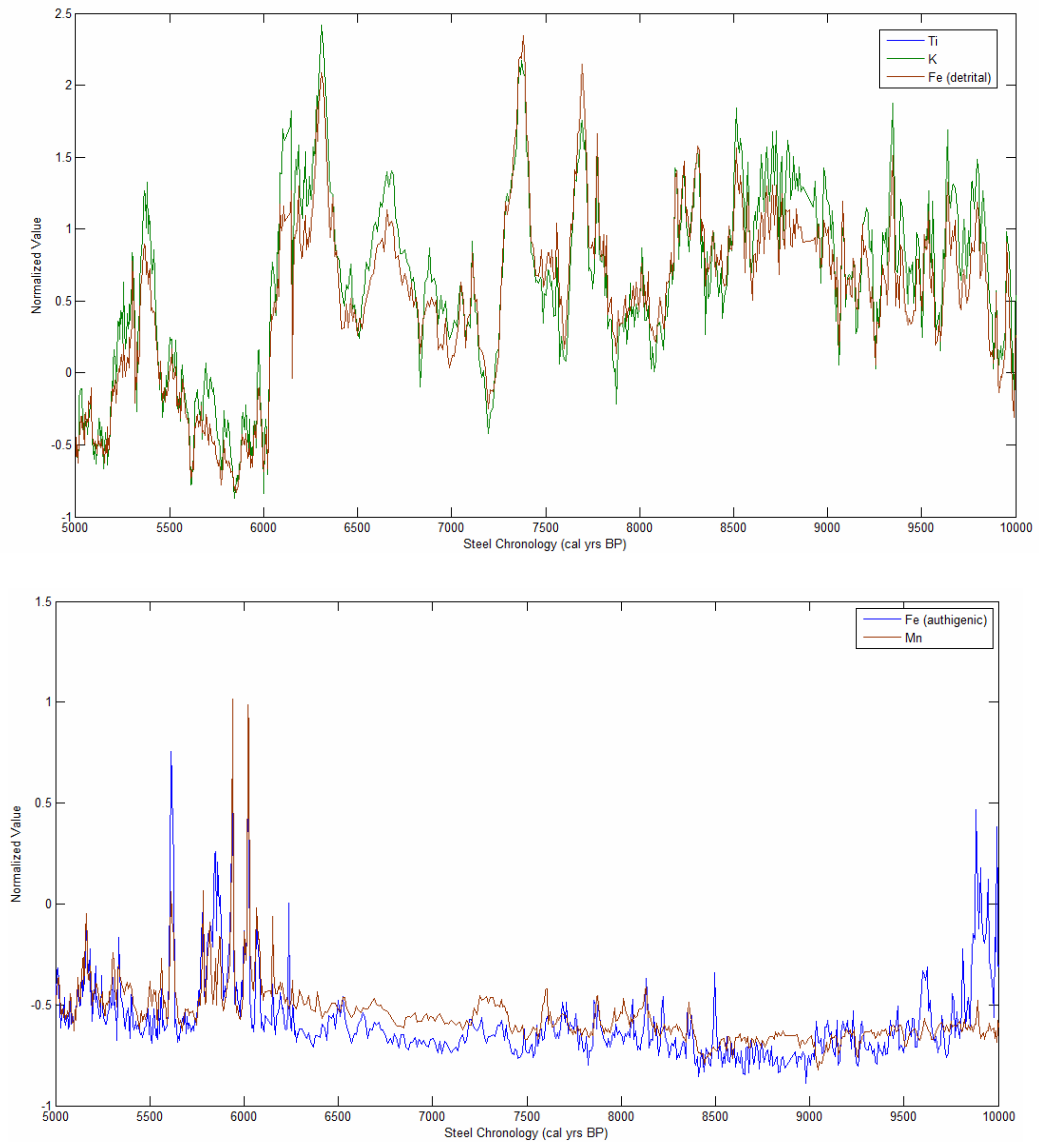 2.5
2
1.5
1
0.5
0
-0.5
-1
Normalized Value
Ti
K
Fe (detrital)
5000 5500 6000 6500 7000 7500 8000 8500 9000 9500 10000
Steel Chronology (cal yrs BP)
1.5
1
0.5
0
-0.5
-1
Normalized Value
Fe (authigenic)
Mn
5000 5500 6000 6500 7000 7500 8000 8500 9000 9500 10000
Steel Chronology (cal yrs BP)